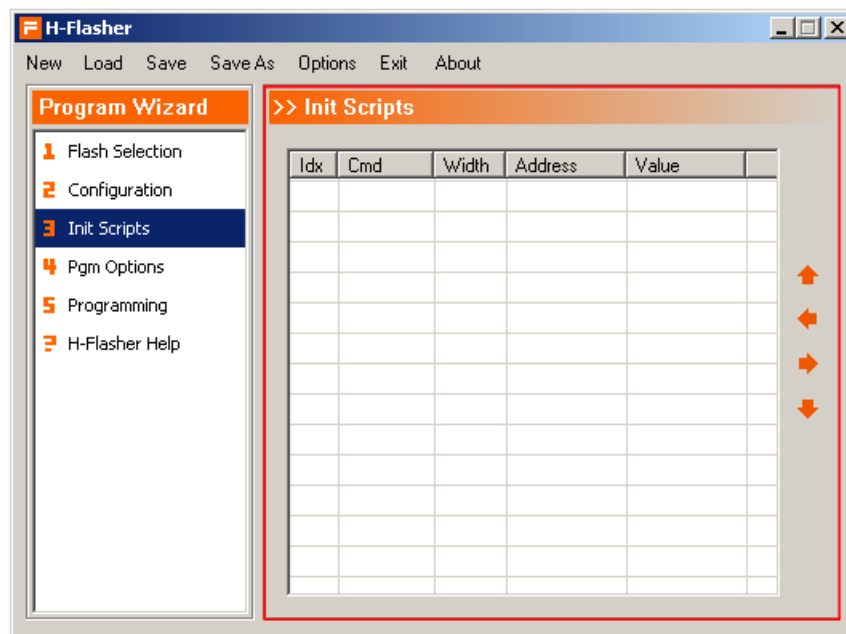 H-Flasher
New Load Save Save As Options Exit About
Program Wizard
1 Flash Selection
2 Configuration
3 Init Scripts
4 Pgm Options
5 Programming
? H-Flasher Help
>> Init Scripts
Idx Cmd Width Address Value